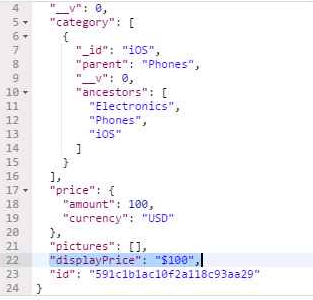 4 "__v": 0,
5 "category": [
6 {
7 "_id": "iOS",
8 "parent": "Phones",
9 "__v": 0,
10 "ancestors": [
11 "Electronics",
12 "Phones",
13 "iOS"
14 ]
15 }
16 ],
17 "price": {
18 "amount": 100,
19 "currency": "USD"
20 },
21 "pictures": [],
22 "displayPrice": "$100",
23 "id": "591c1b1ac10f2a118c93aa29"
24 }